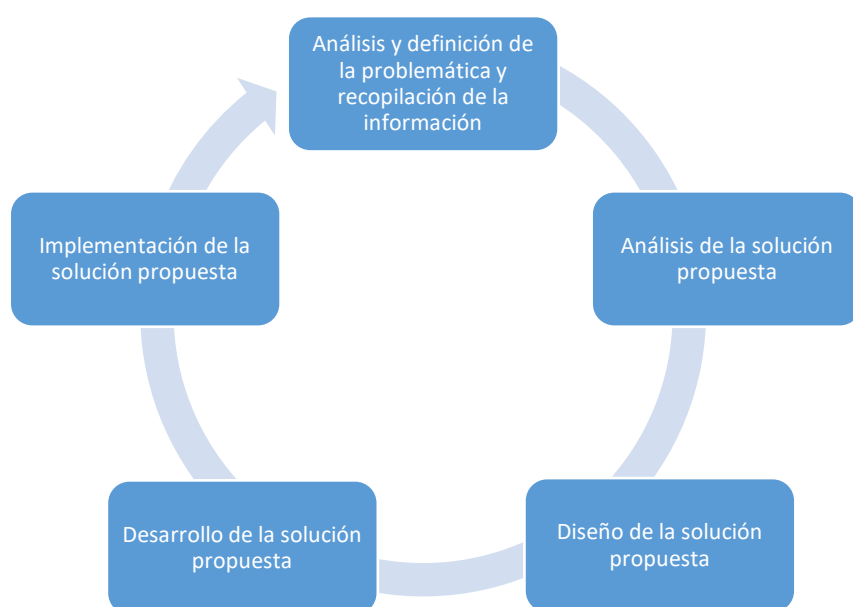 Análisis y definición de
la problemática y
recopilación de la
información
Análisis de la solución
propuesta
Diseño de la solución
propuesta
Desarrollo de la solución
propuesta
Implementación de la
solución propuesta